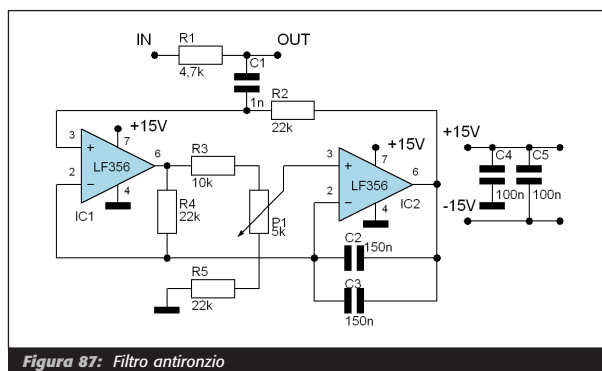 IN R1 OUT
4,7k C1
1n R2
22k
+15V +15V +15V
3 7 6 R3 3 7 6
2 LF356 10k 2 LF356
4 4
IC1 R4 P1 IC2
22k 5k
C4 C5
100n 100n
-15V
C2
150n
R5 C3
22k 150n
+ − + −
Figura 87: Filtro antironzio